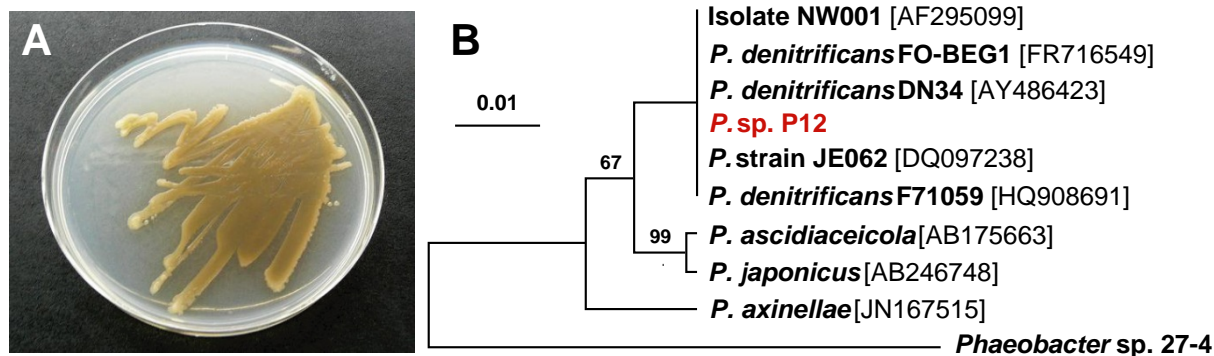 A
B
0.01
67
99
Isolate NW001 [AF295099]
P. denitrificans FO-BEG1 [FR716549]
P. denitrificans DN34 [AY486423]
P. sp. P12
P. strain JE062 [DQ097238]
P. denitrificans F71059 [HQ908691]
P. ascidiaceicola [AB175663]
P. japonicus [AB246748]
P. axinellae [JN167515]
Phaeobacter sp. 27-4